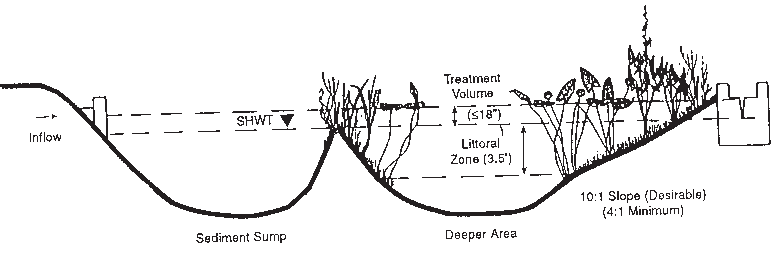 Treatment
Volume
(≤18")
SHWT
Inflow
Littoral
Zone (3.5')
10:1 Slope (Desirable)
(4:1 Minimum)
Sediment Sump
Deeper Area